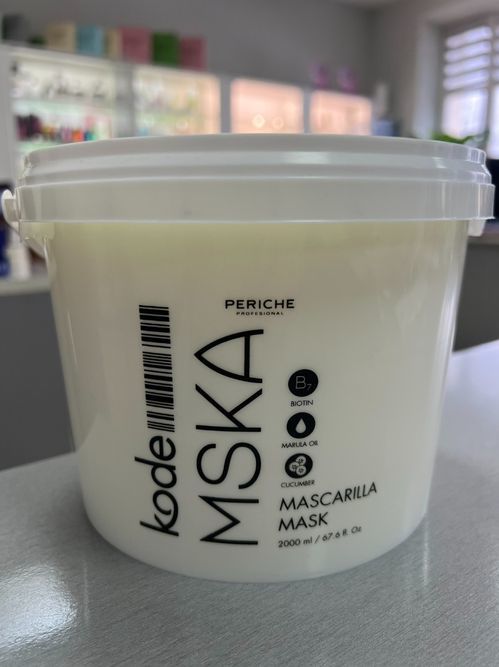 PERICHE
PROFESIONAL
kode
MSKA
B7
BIOTIN
MARULA OIL
CUCUMBER
MASCARILLA
MASK
2000 ml / 67.6 fl. Oz